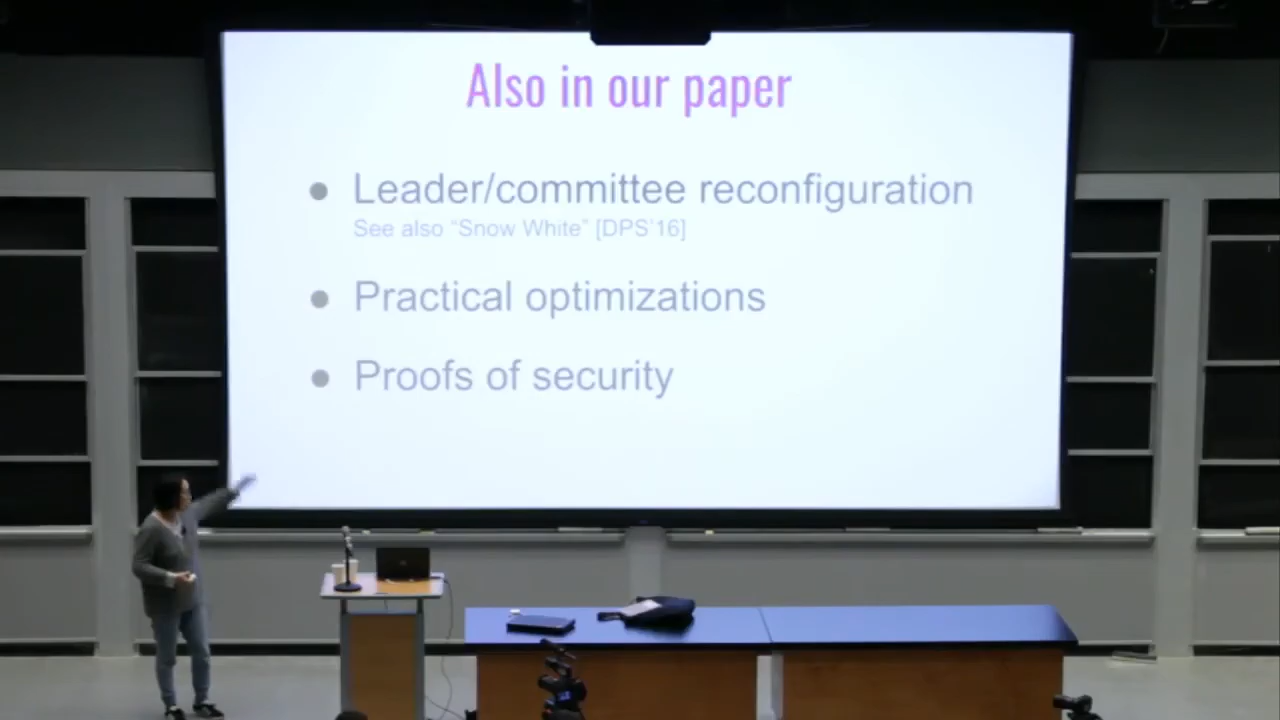 Also in our paper
● Leader/committee reconfiguration
See also “Snow White” [DPS’16]
● Practical optimizations
● Proofs of security